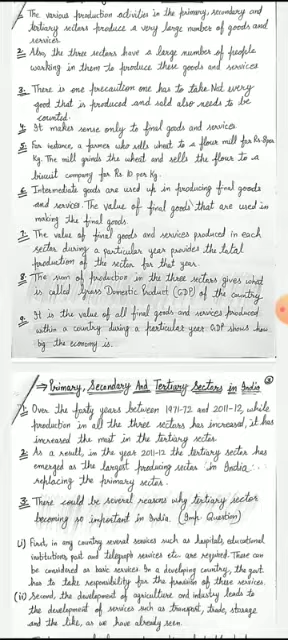 1. The various production activities in the primary, secondary and
tertiary sectors produce a very large number of goods and
services.
2. Also, the three sectors have a large number of people
working in them to produce these goods and services.
3. There is one precaution one has to take. Not every
good that is produced and sold also needs to be
counted.
4. It makes sense only to final goods and services.
5. For instance, a farmer who sells wheat to a flour mill for Rs. 8 per
Kg. The mill grinds the wheat and sells the flour to a
biscuit company for Rs 10 per kg.
6. Intermediate goods are used up in producing final goods
and services. The value of final goods that are used in
making the final goods.
7. The value of final goods and services produced in each
sector during a particular year provides the total
production of the sector for that year.
8. The sum of production in the three sectors gives what
is called Gross Domestic Product (GDP) of the country.
9. It is the value of all final goods and services produced
within a country during a perticular year. GDP shows how
big the economy is.
⇒ Primary, Secondary And Tertiary Sectors in India
1. Over the forty years between 1971-72 and 2011-12, while
production in all the three sectors has increased, it has
increased the most in the tertiary sector.
2. As a result, in the year 2011-12 the tertiary sector has
emerged as the largest producing sector in India
replacing the primary sector.
3. There could be several reasons why tertiary sector
becoming so important in India. (Imp. Question)
(i) First, in any country several services such as hospitals, educational
institutions, post and telegraph services etc. are required. These can
be considered as basic services. In a developing country, the govt
has to take responsibility for the provision of these services.
(ii) Second, the development of agriculture and industry leads to
the development of services such as transport, trade, storage
and the like, as we have already seen.